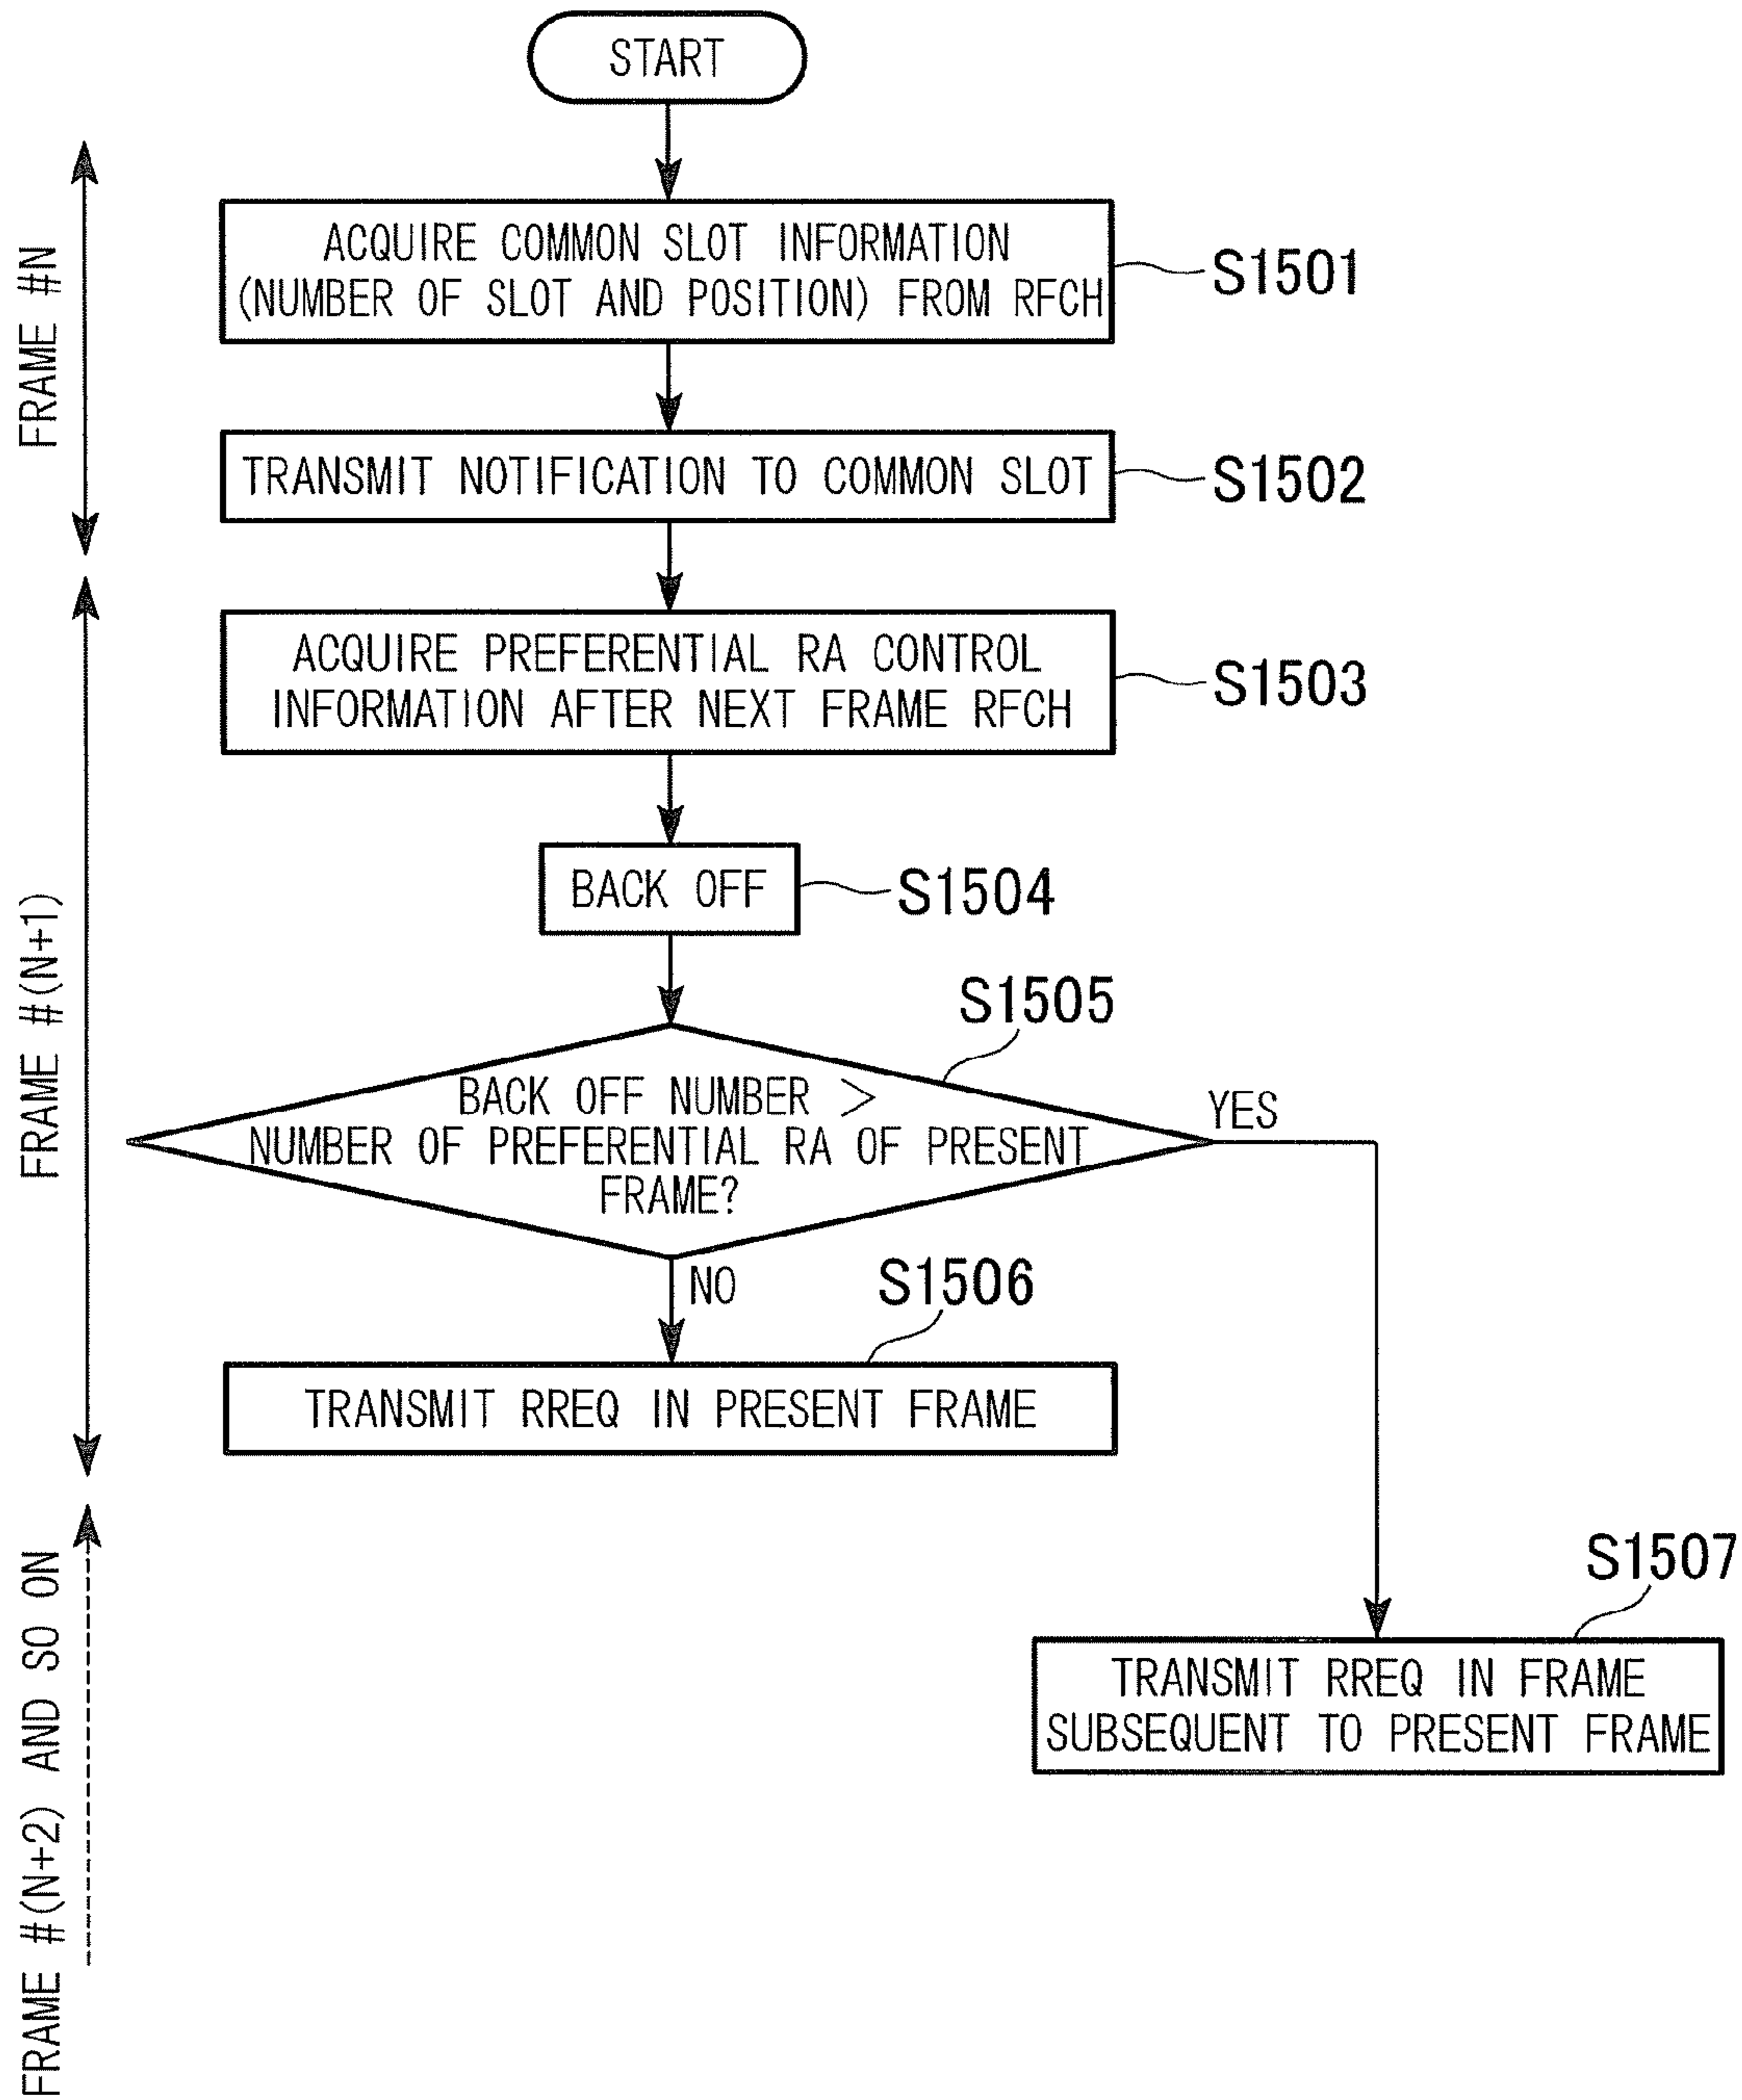 START
FRAME #N
ACQUIRE COMMON SLOT INFORMATION
(NUMBER OF SLOT AND POSITION) FROM RFCH
S1501
TRANSMIT NOTIFICATION TO COMMON SLOT
S1502
FRAME #(N+1)
ACQUIRE PREFERENTIAL RA CONTROL
INFORMATION AFTER NEXT FRAME RFCH
S1503
BACK OFF
S1504
S1505
BACK OFF NUMBER >
NUMBER OF PREFERENTIAL RA OF PRESENT
FRAME?
YES
NO
S1506
TRANSMIT RREQ IN PRESENT FRAME
FRAME #(N+2) AND SO ON
S1507
TRANSMIT RREQ IN FRAME
SUBSEQUENT TO PRESENT FRAME